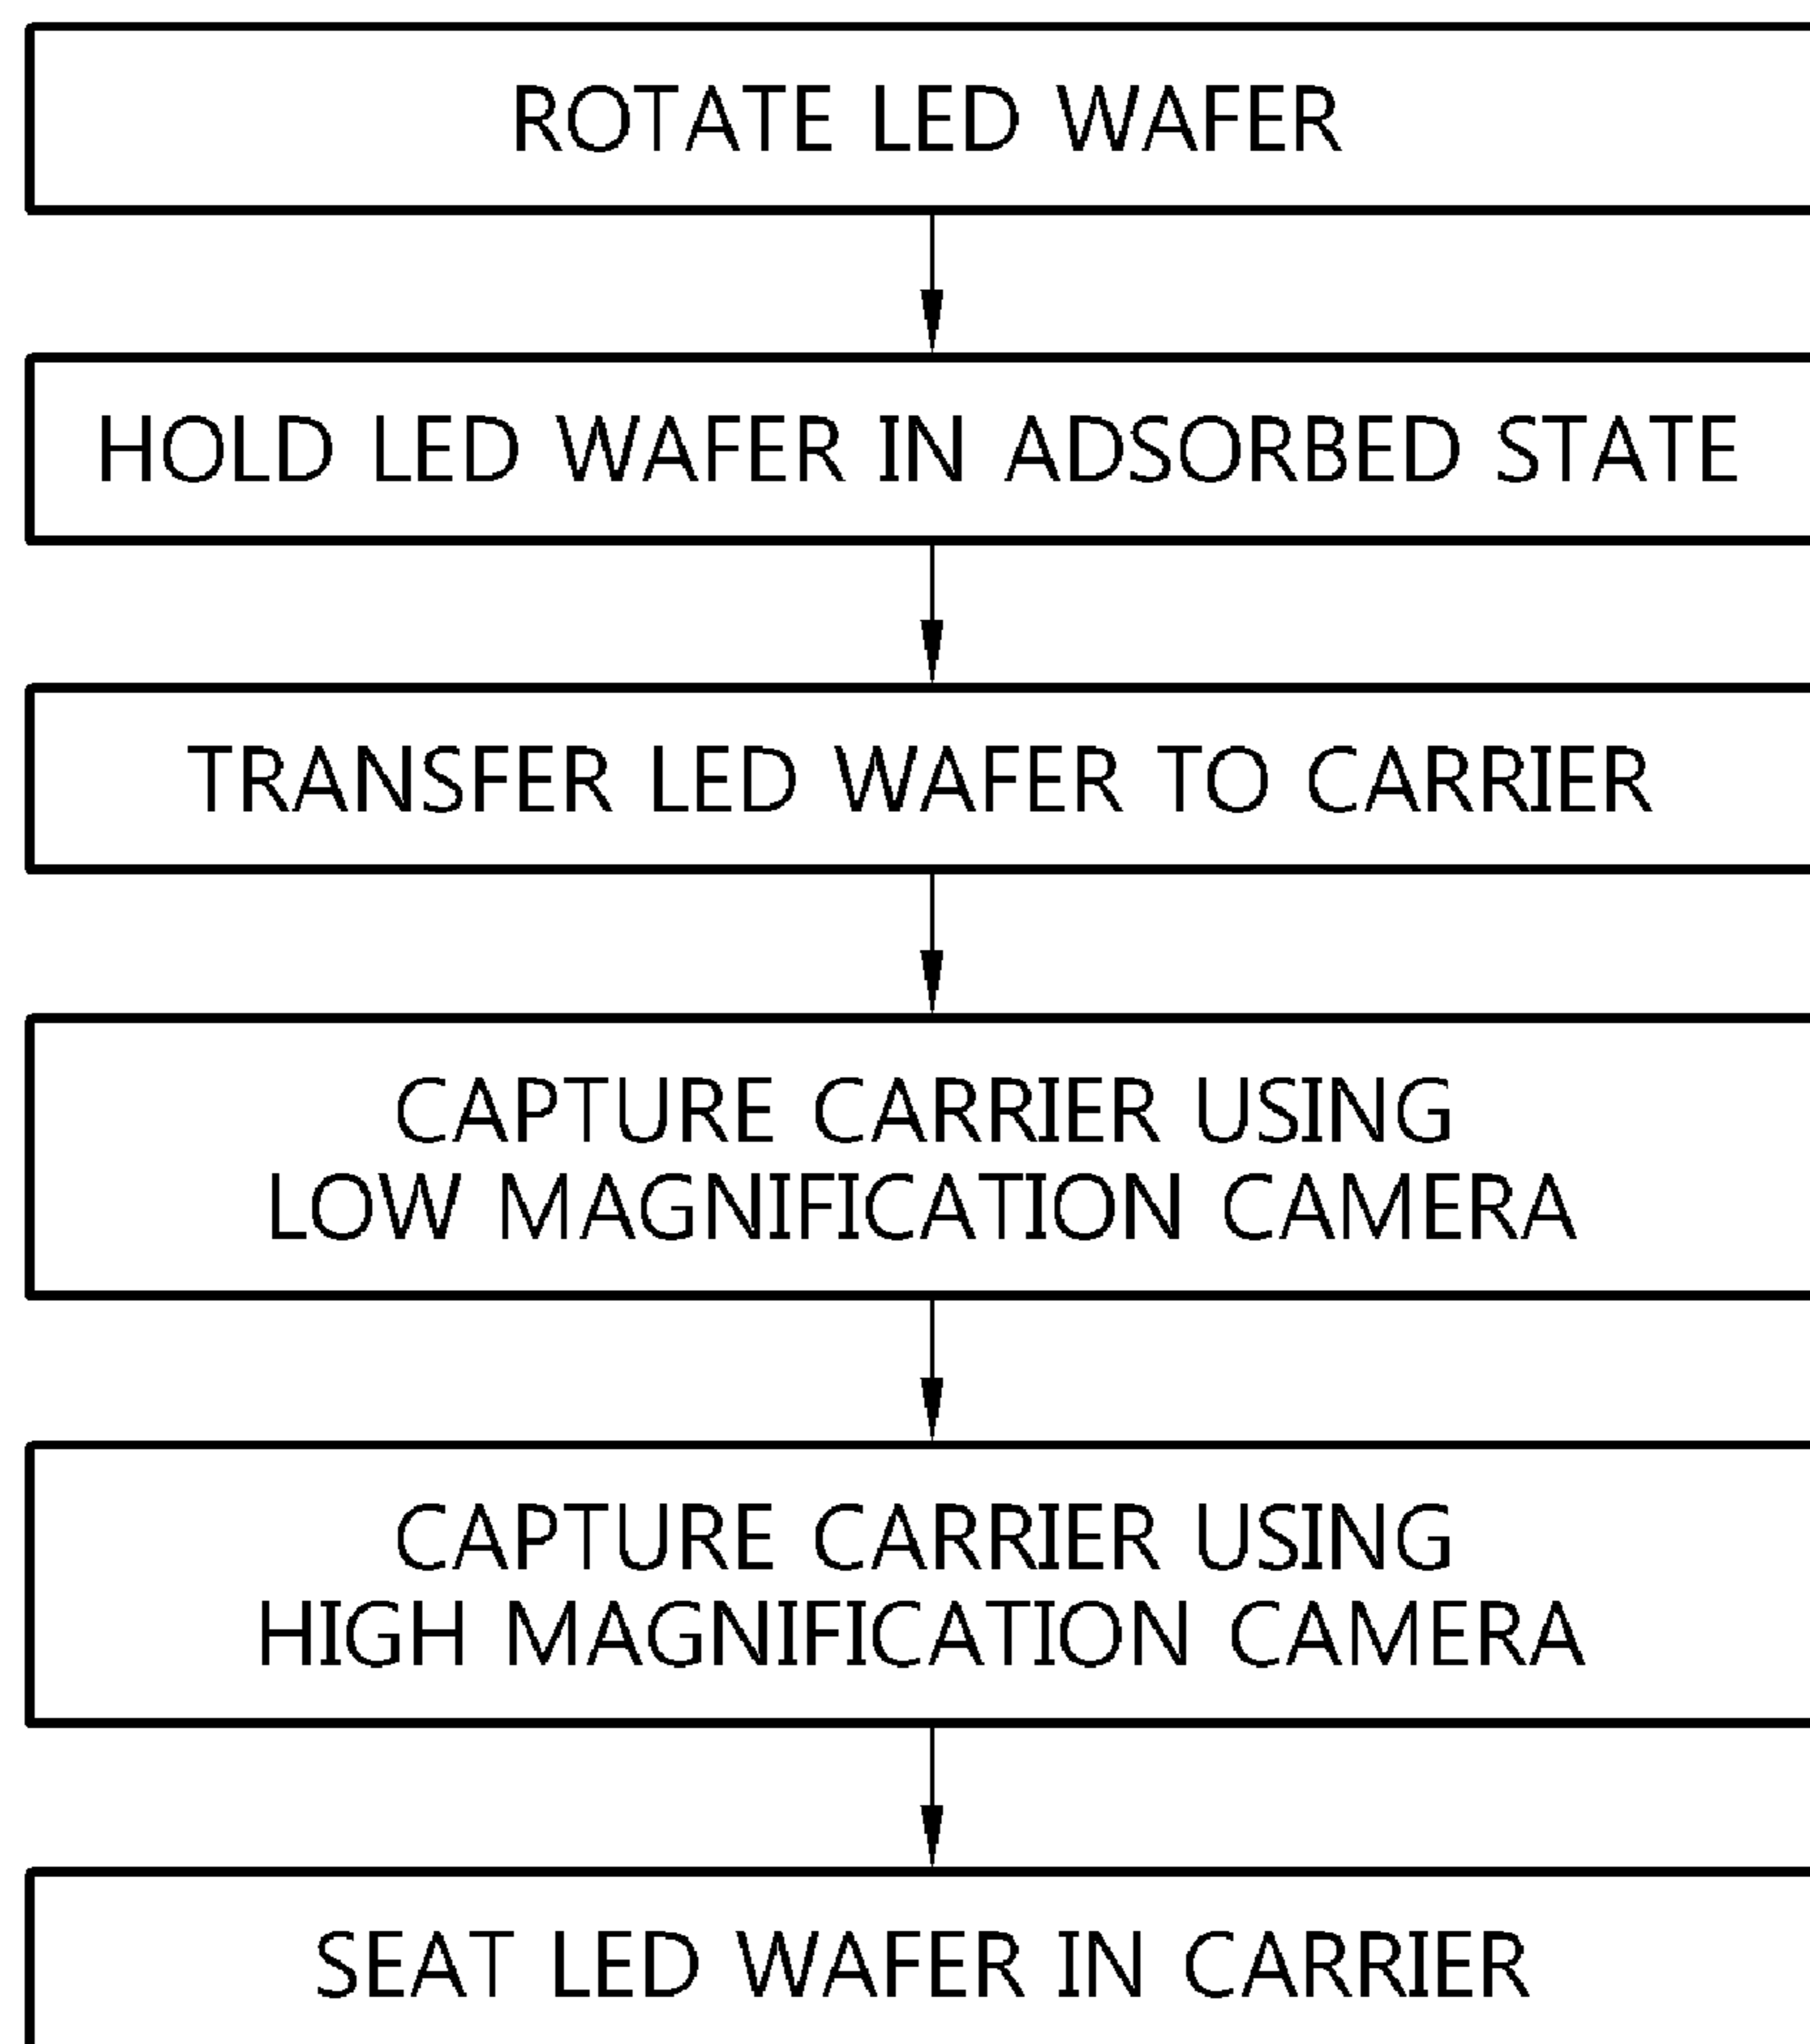 ROTATE LED WAFER
HOLD LED WAFER IN ADSORBED STATE
TRANSFER LED WAFER TO CARRIER
CAPTURE CARRIER USING
LOW MAGNIFICATION CAMERA
CAPTURE CARRIER USING
HIGH MAGNIFICATION CAMERA
SEAT LED WAFER IN CARRIER